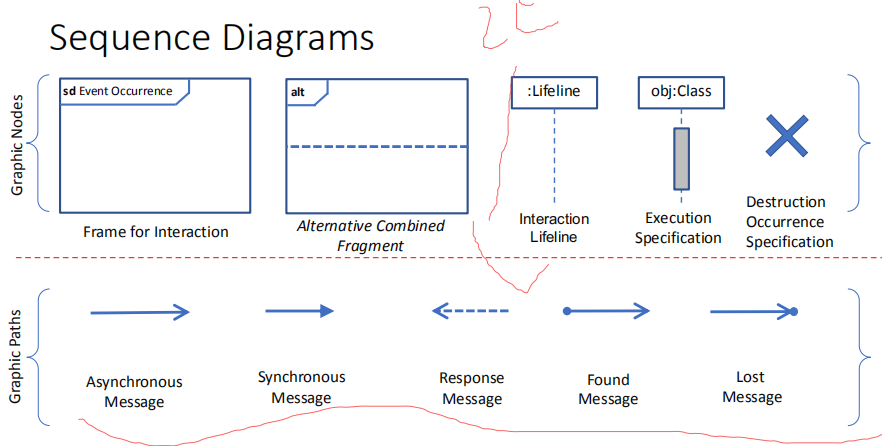 Sequence Diagrams
Graphic Nodes
sd Event Occurrence
alt
:Lifeline
obj:Class
Frame for Interaction
Alternative Combined
Fragment
Interaction
Lifeline
Execution
Specification
Destruction
Occurrence
Specification
Graphic Paths
Asynchronous
Message
Synchronous
Message
Response
Message
Found
Message
Lost
Message